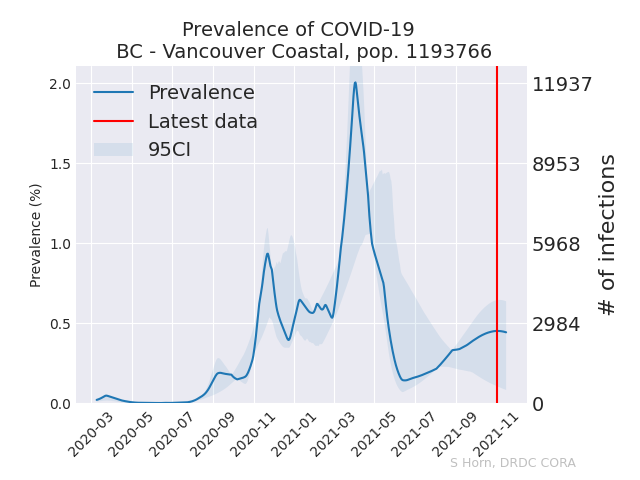 Prevalence of COVID-19
BC - Vancouver Coastal, pop. 1193766
Prevalence
Latest data
95CI
Prevalence (%)
2.0
1.5
1.0
0.5
0.0
11937
8953
5968
2984
0
# of infections
2020-03
2020-05
2020-07
2020-09
2020-11
2021-01
2021-03
2021-05
2021-07
2021-09
2021-11
S Horn, DRDC CORA